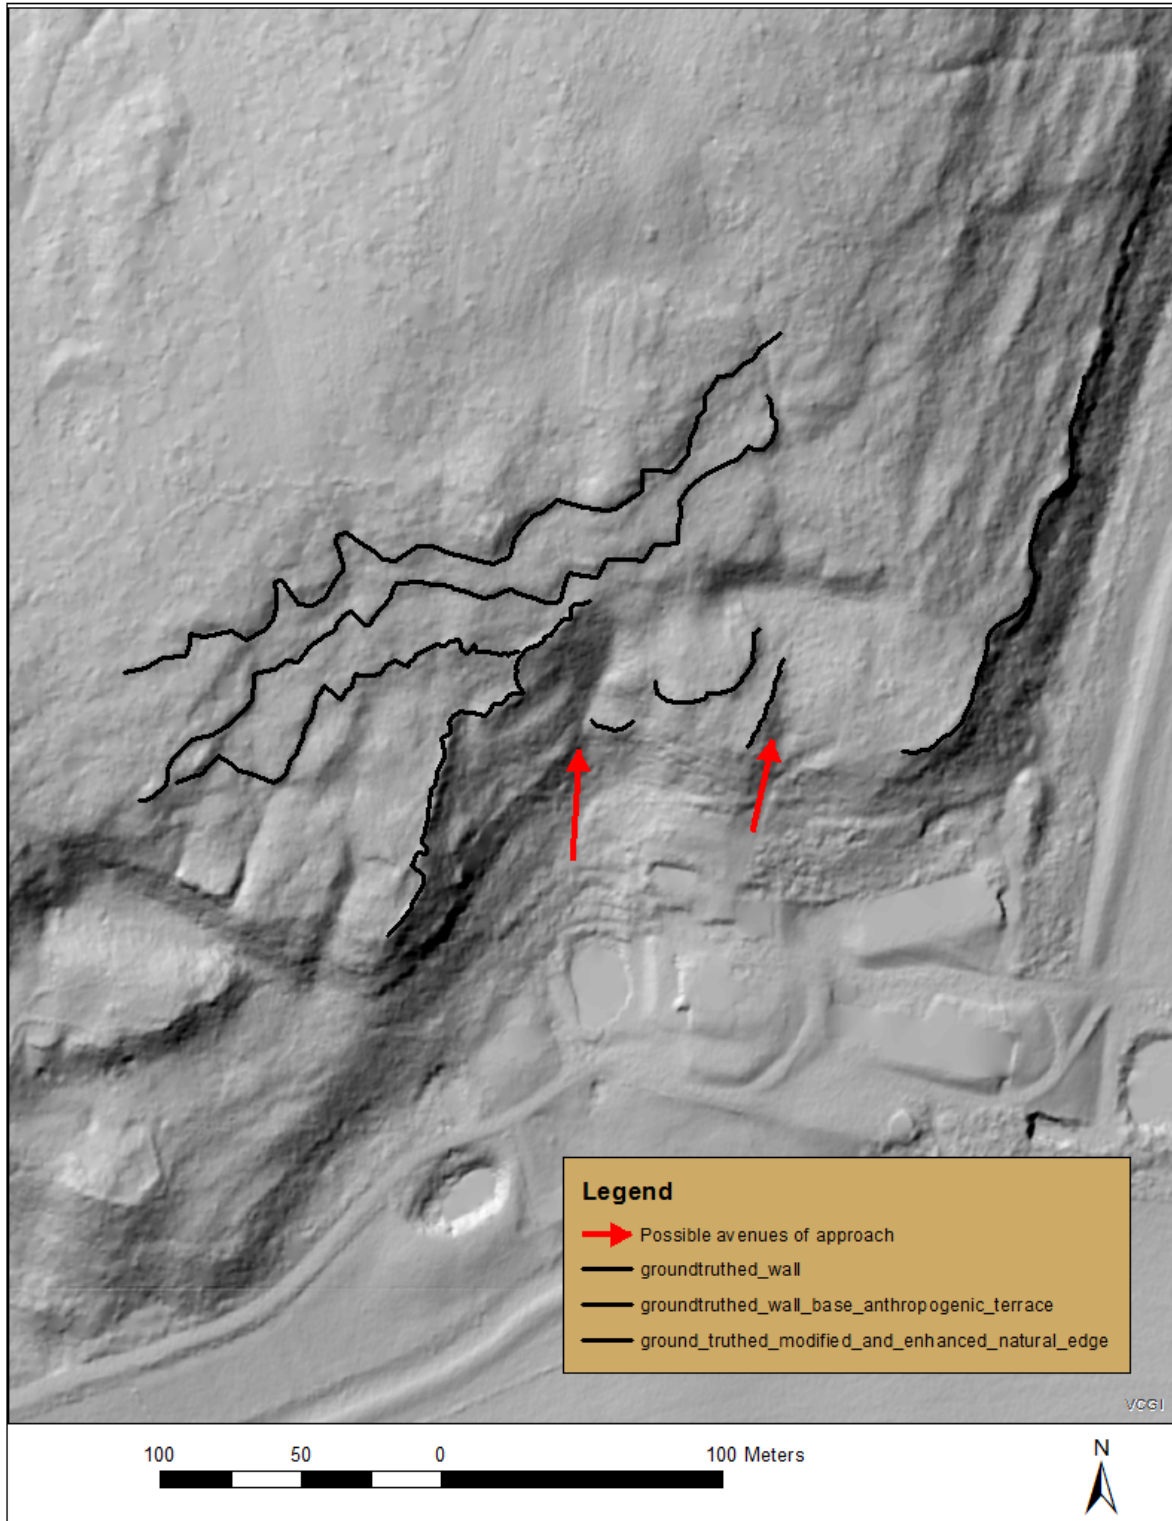 Legend
Possible avenues of approach
groundtruthed_wall
groundtruthed_wall_base_anthropogenic_terrace
ground_truthed_modified_and_enhanced_natural_edge
VCGI
100 50 0 100 Meters
N